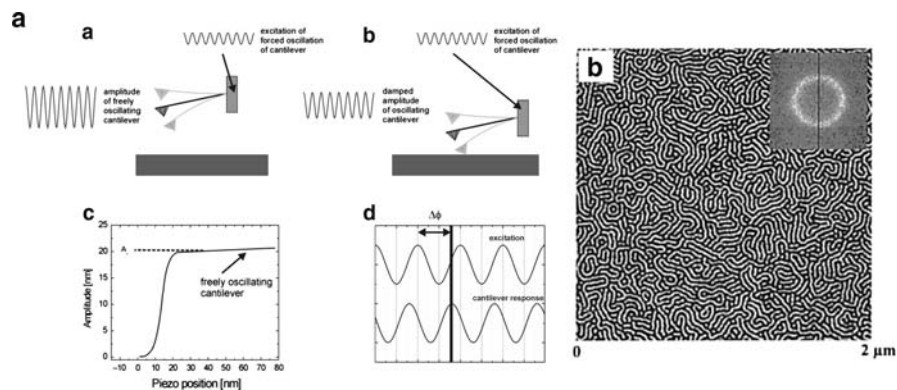 a
a
excitation of
forced oscillation
of cantilever
amplitude
of freely
oscillating
cantilever
b
excitation of
forced oscillation
of cantilever
damped
amplitude
of oscillating
cantilever
c
25
20
15
10
5
0
Amplitude [nm]
A
freely oscillating
cantilever
-10 0 10 20 30 40 50 60 70 80
Piezo position [nm]
d
Δϕ
excitation
cantilever response
b
0
2 μm